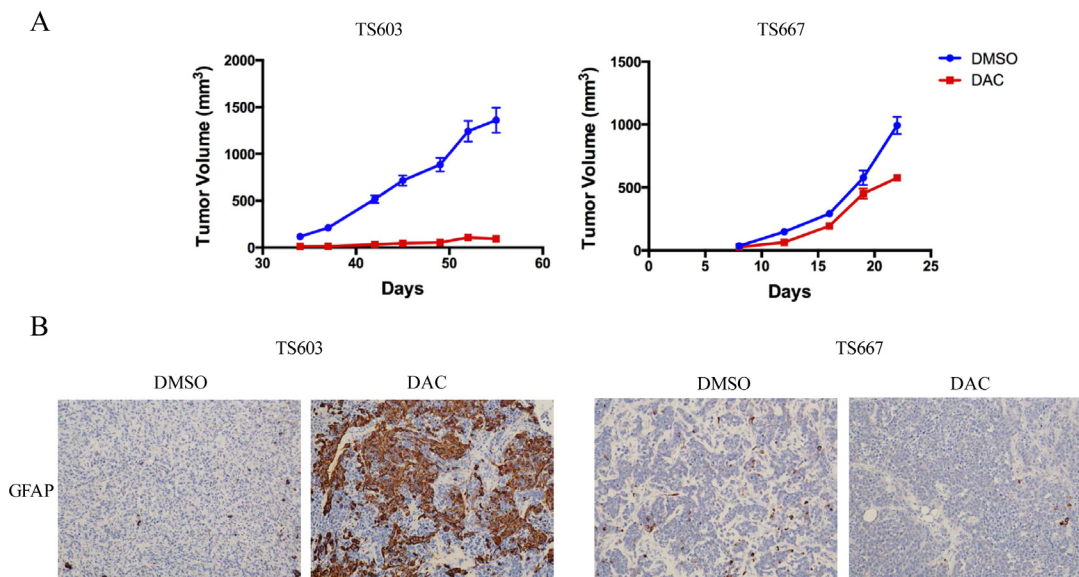 A
TS603
TS667
Tumor Volume (mm3)
2000
1500
1000
500
0
30
40
50
60
Days
Tumor Volume (mm3)
1500
1000
500
0
0
5
10
15
20
25
Days
DMSO
DAC
B
TS603
TS667
DMSO
DAC
DMSO
DAC
GFAP